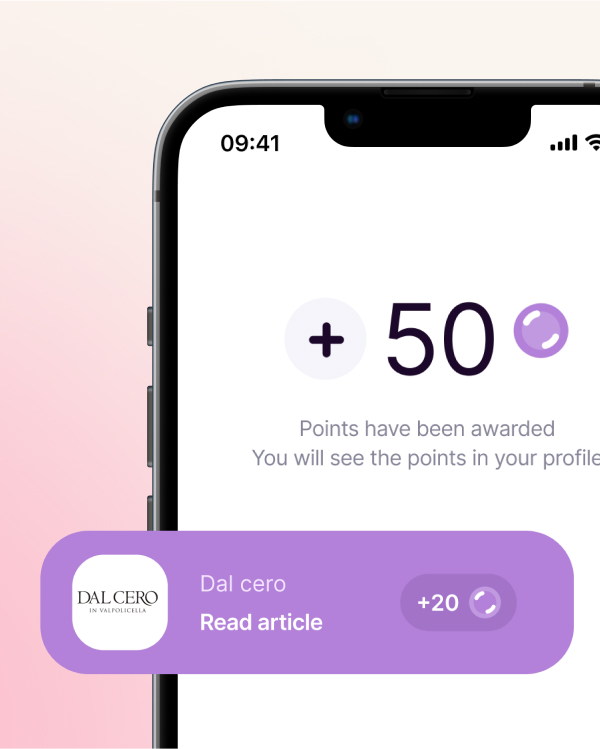 09:41
+ 50
Points have been awarded
You will see the points in your profile
DAL CERO
IN VALPOLICELLA
Dal cero
Read article
+20